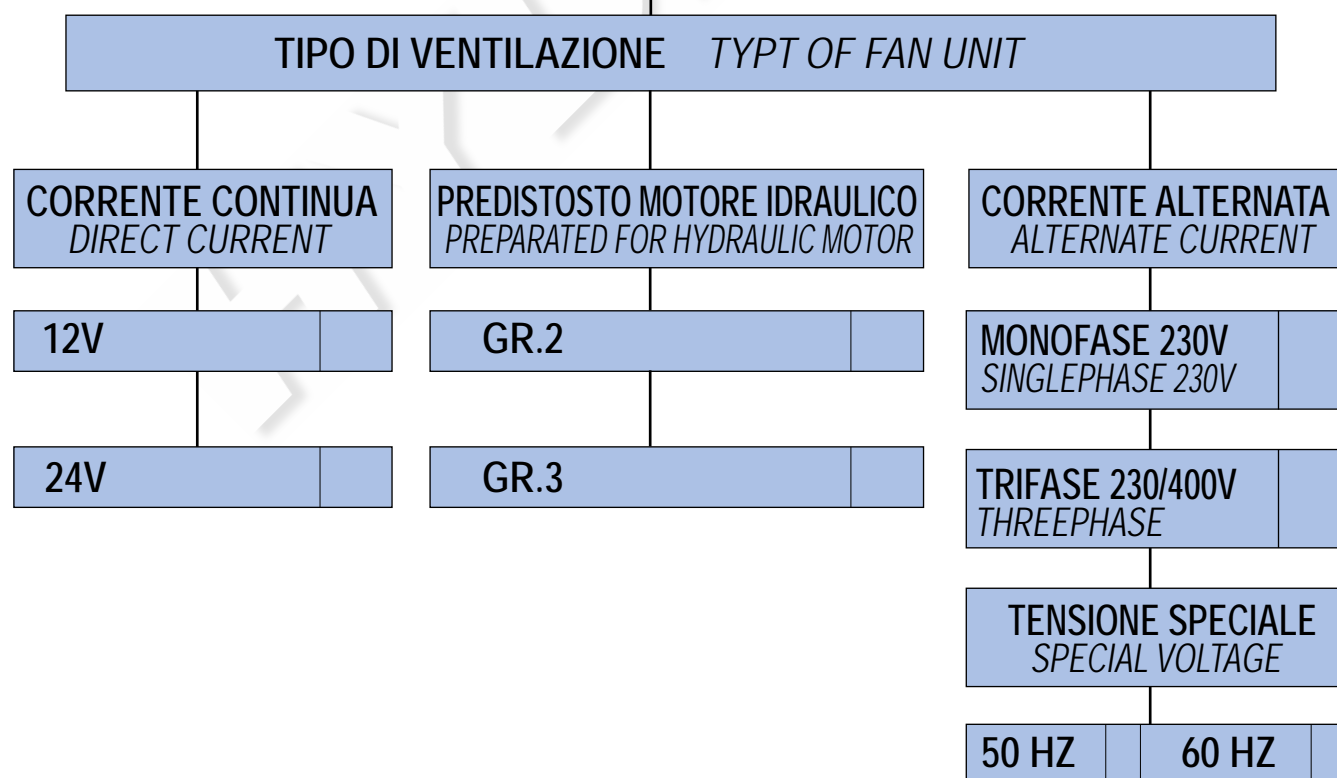 TIPO DI VENTILAZIONE TYPT OF FAN UNIT
CORRENTE CONTINUA
DIRECT CURRENT
12V
24V
PREDISTOSTO MOTORE IDRAULICO
PREPARATED FOR HYDRAULIC MOTOR
GR.2
GR.3
CORRENTE ALTERNATA
ALTERNATE CURRENT
MONOFASE 230V
SINGLEPHASE 230V
TRIFASE 230/400V
THREEPHASE
TENSIONE SPECIALE
SPECIAL VOLTAGE
50 HZ 60 HZ